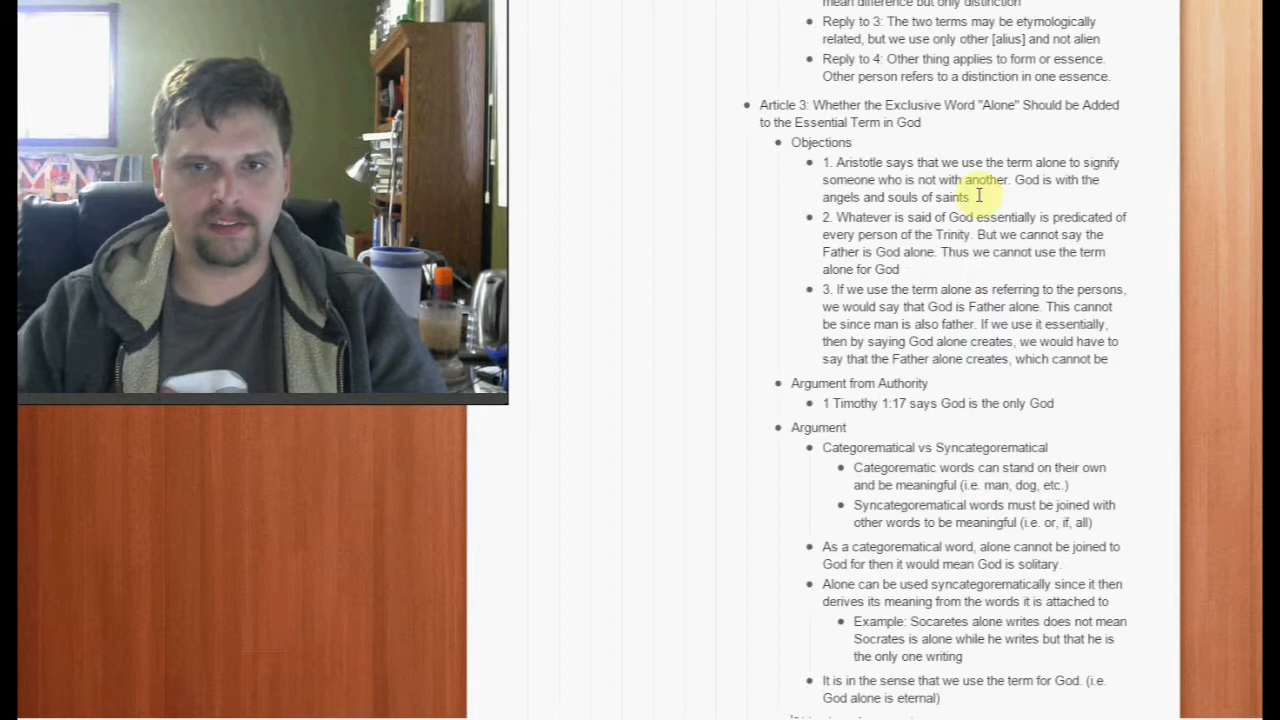 mean difference but only distinction
Reply to 3: The two terms may be etymologically
related, but we use only other [alius] and not alien
Reply to 4: Other thing applies to form or essence.
Other person refers to a distinction in one essence.
Article 3: Whether the Exclusive Word "Alone" Should be Added
to the Essential Term in God
Objections
1. Aristotle says that we use the term alone to signify
someone who is not with another. God is with the
angels and souls of saints
2. Whatever is said of God essentially is predicated of
every person of the Trinity. But we cannot say the
Father is God alone. Thus we cannot use the term
alone for God
3. If we use the term alone as referring to the persons,
we would say that God is Father alone. This cannot
be since man is also father. If we use it essentially,
then by saying God alone creates, we would have to
say that the Father alone creates, which cannot be
Argument from Authority
1 Timothy 1:17 says God is the only God
Argument
Categorematical vs Syncategorematical
Categorematic words can stand on their own
and be meaningful (i.e. man, dog, etc.)
Syncategorematical words must be joined with
other words to be meaningful (i.e. or, if, all)
As a categorematical word, alone cannot be joined to
God for then it would mean God is solitary.
Alone can be used syncategorematically since it then
derives its meaning from the words it is attached to
Example: Socaretes alone writes does not mean
Socrates is alone while he writes but that he is
the only one writing
It is in the sense that we use the term for God. (i.e.
God alone is eternal)